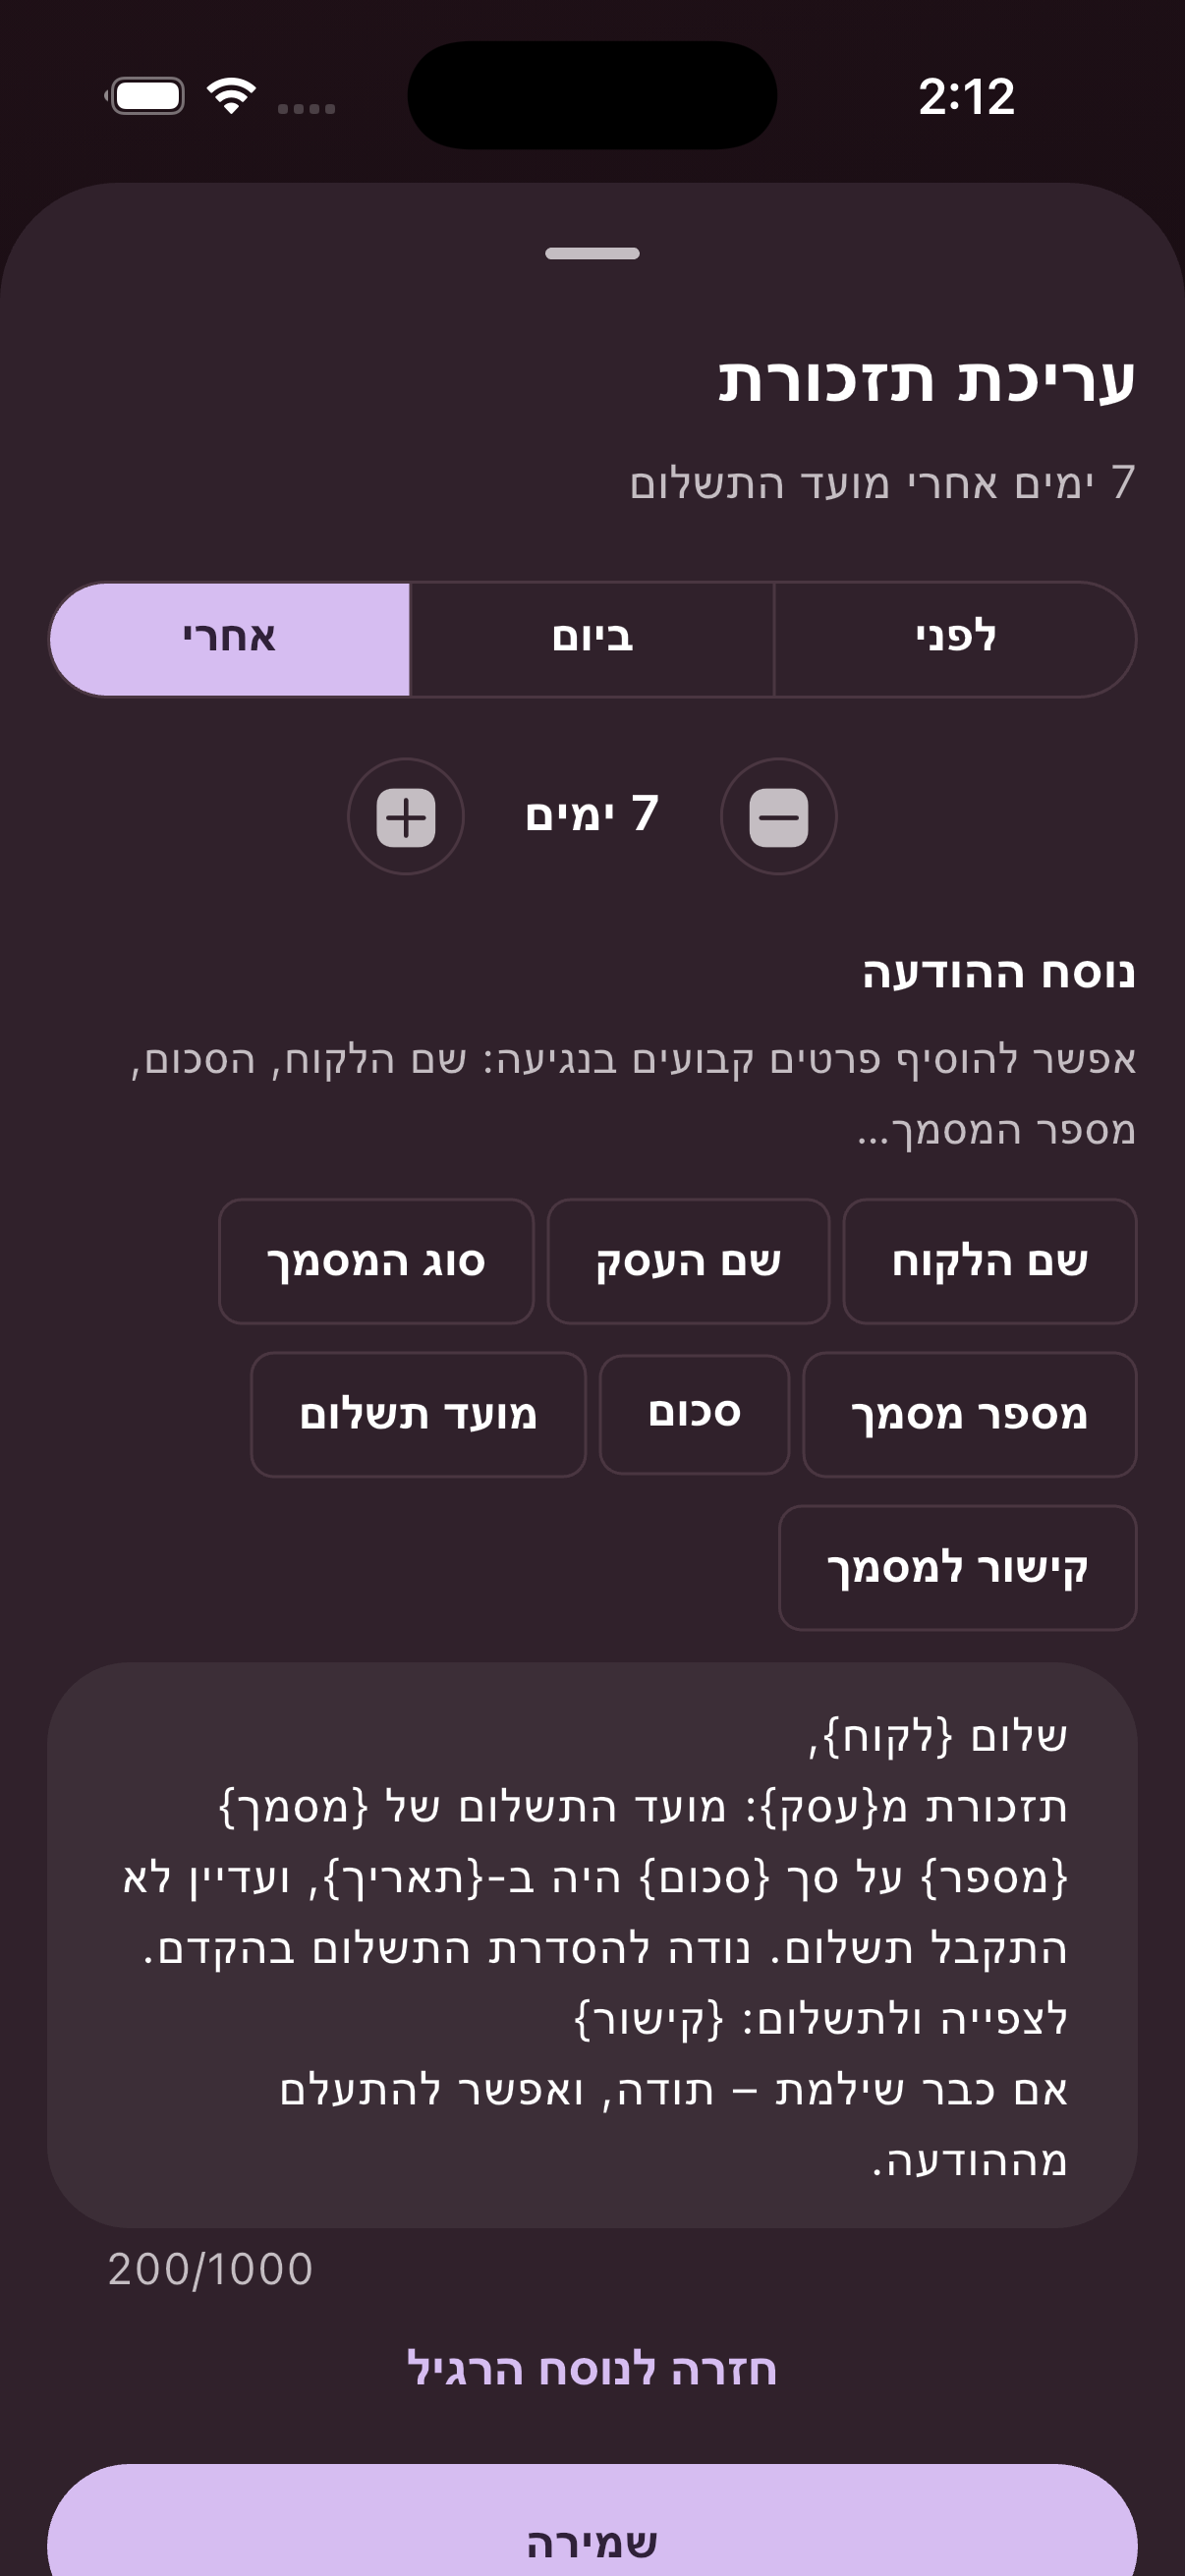 2:12
עריכת תזכורת
7 ימים אחרי מועד התשלום
לפני
ביום
אחרי
7 ימים
נוסח ההודעה
אפשר להוסיף פרטים קבועים בנגיעה: שם הלקוח, הסכום,
מספר המסמך...
שם הלקוח
שם העסק
סוג המסמך
מספר מסמך
סכום
מועד תשלום
קישור למסמך
שלום {לקוח},
תזכורת מ{עסק}: מועד התשלום של {מסמך}
{מספר} על סך {סכום} היה ב-{תאריך}, ועדיין לא
התקבל תשלום. נודה להסדרת התשלום בהקדם.
לצפייה ולתשלום: {קישור}
אם כבר שילמת – תודה, ואפשר להתעלם
מההודעה.
200/1000
חזרה לנוסח הרגיל
שמירה